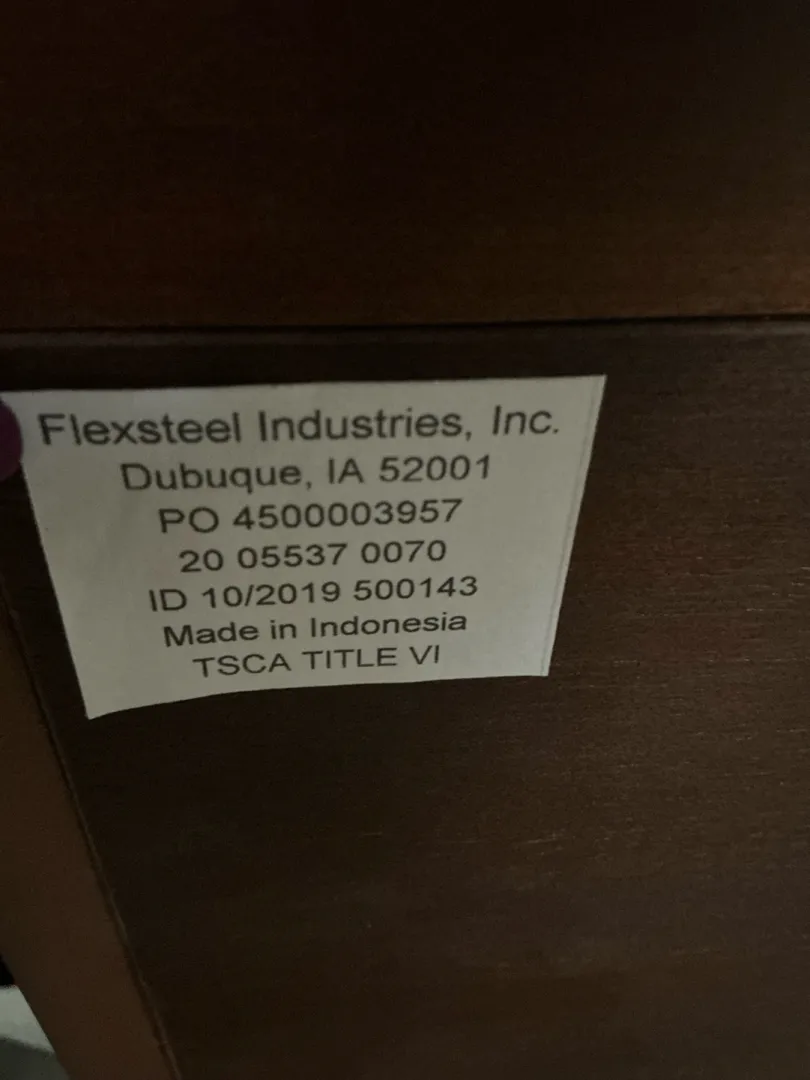 Flexsteel Industries, Inc.
Dubuque, IA 52001
PO 4500003957
20 05537 0070
ID 10/2019 500143
Made in Indonesia
TSCA TITLE VI